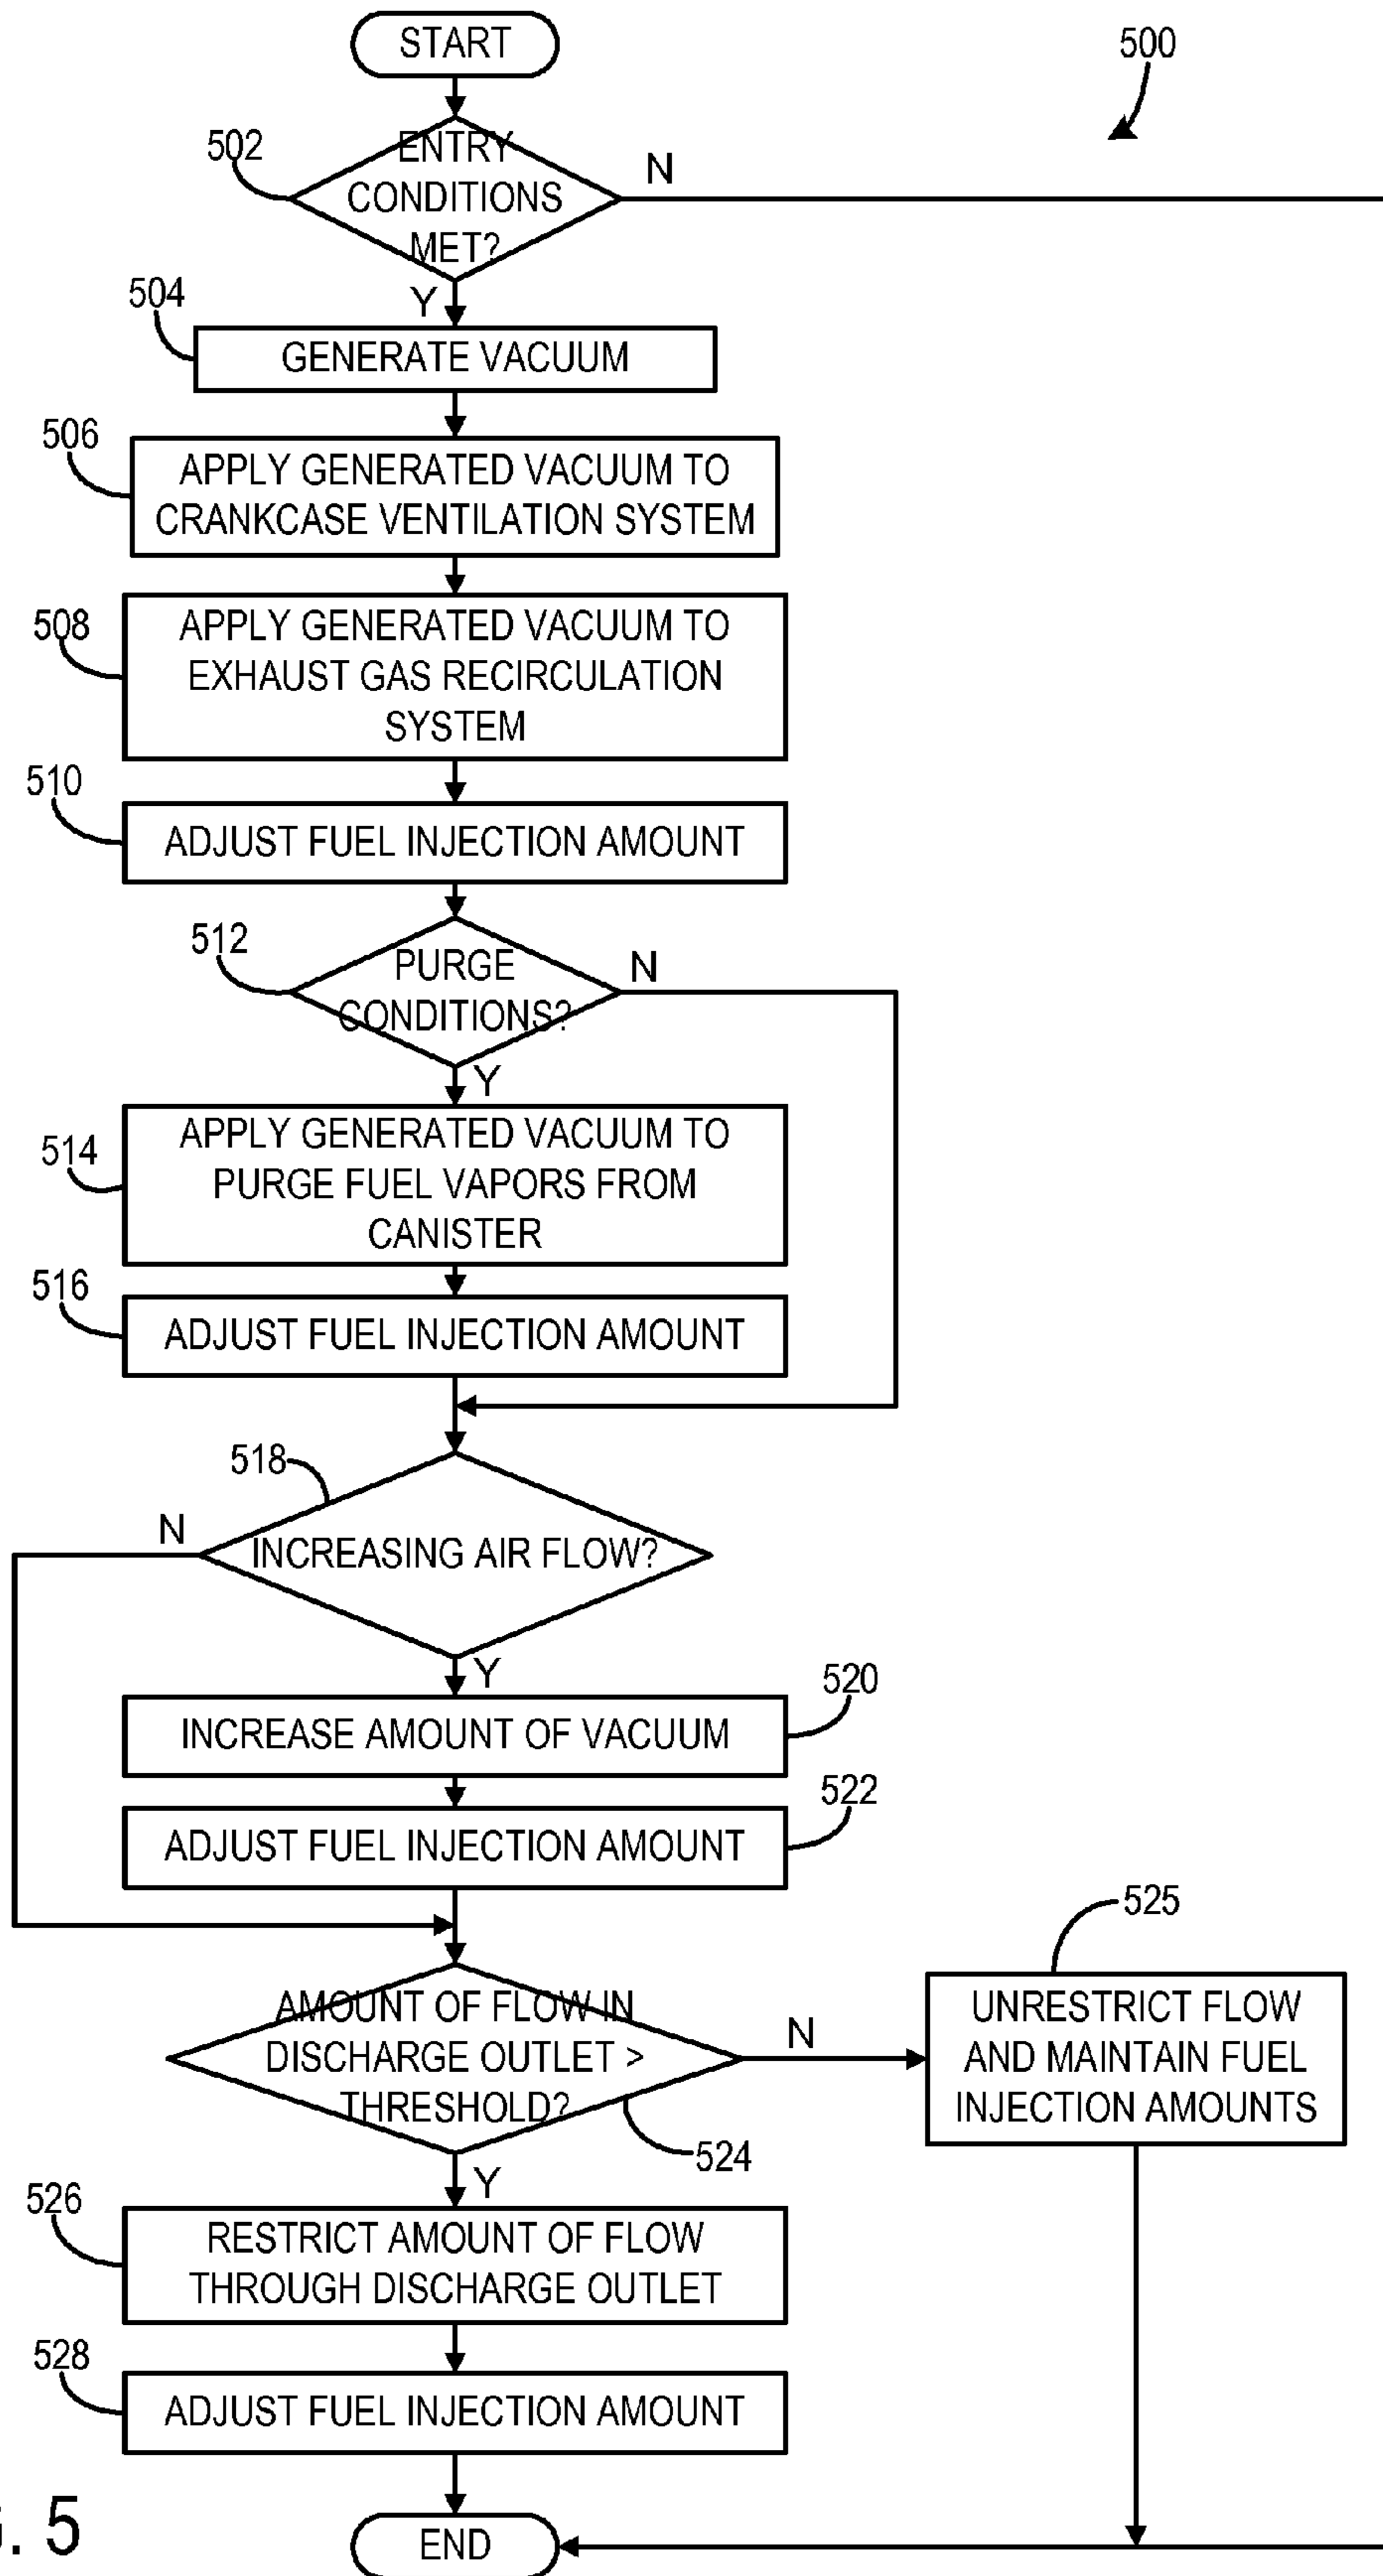 START
500
502
ENTRY
CONDITIONS
MET?
N
Y
504
GENERATE VACUUM
506
APPLY GENERATED VACUUM TO
CRANKCASE VENTILATION SYSTEM
508
APPLY GENERATED VACUUM TO
EXHAUST GAS RECIRCULATION
SYSTEM
510
ADJUST FUEL INJECTION AMOUNT
512
PURGE
CONDITIONS?
N
Y
514
APPLY GENERATED VACUUM TO
PURGE FUEL VAPORS FROM
CANISTER
516
ADJUST FUEL INJECTION AMOUNT
518
N
INCREASING AIR FLOW?
Y
520
INCREASE AMOUNT OF VACUUM
522
ADJUST FUEL INJECTION AMOUNT
525
AMOUNT OF FLOW IN
DISCHARGE OUTLET >
THRESHOLD?
N
UNRESTRICT FLOW
AND MAINTAIN FUEL
INJECTION AMOUNTS
524
Y
526
RESTRICT AMOUNT OF FLOW
THROUGH DISCHARGE OUTLET
528
ADJUST FUEL INJECTION AMOUNT
. 5
END